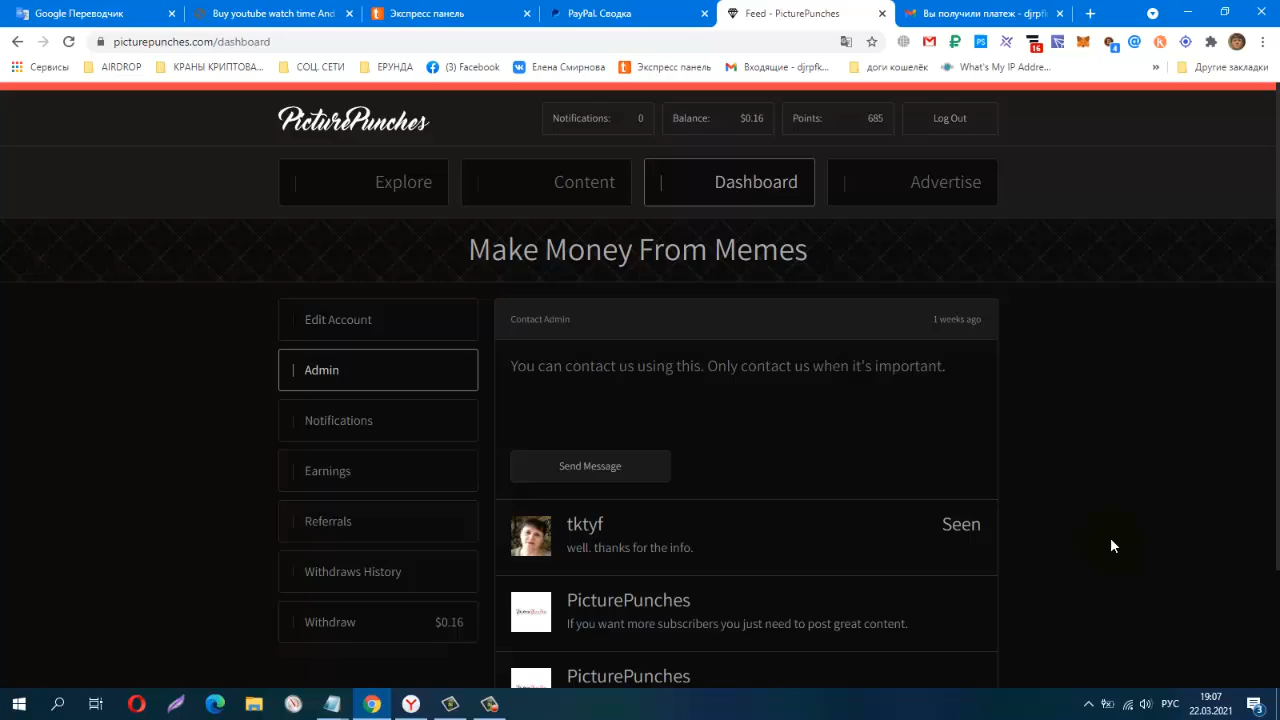 Google Переводчик
Buy youtube watch time And
Экспресс панель
PayPal. Сводка
Feed - PicturePunches
Вы получили платеж - djrpf
picturepunches.com/dashboard
16
4
Сервисы
AIRDROP
КРАНЫ КРИПТОВА...
СОЦ. СЕТИ
ЕРУНДА
(3) Facebook
Елена Смирнова
Экспресс панель
Входящие - djrpfk...
доги кошелёк
What's My IP Addre...
»
Другие закладки
PicturePunches
Notifications: 0
Balance: $0.16
Points: 685
Log Out
Explore
Content
Dashboard
Advertise
Make Money From Memes
Edit Account
Admin
Notifications
Earnings
Referrals
Withdraws History
Withdraw $0.16
Contact Admin
1 weeks ago
You can contact us using this. Only contact us when it's important.
Send Message
tktyf
Seen
well. thanks for the info.
PicturePunches
If you want more subscribers you just need to post great content.
PicturePunches
РУС
19:07
22.03.2021
3